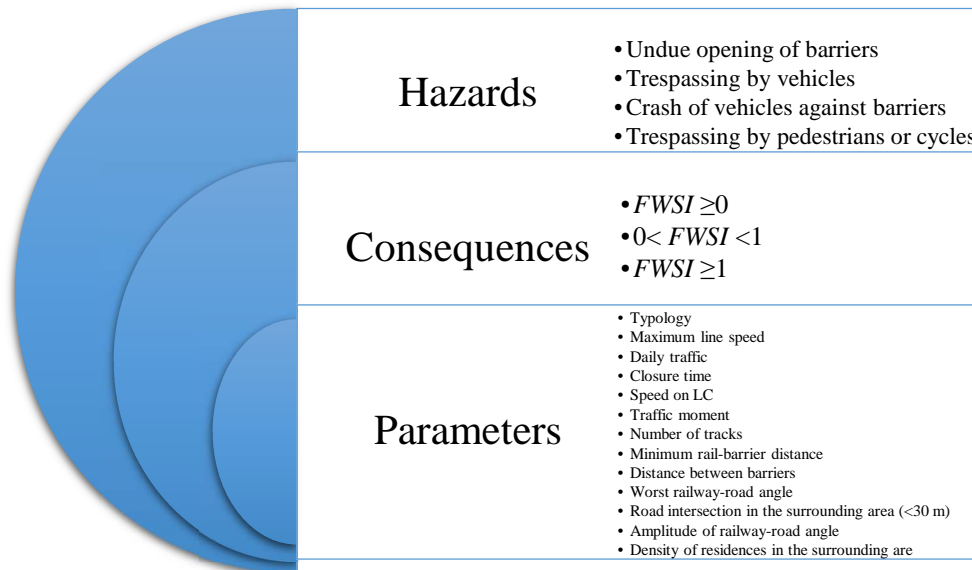 Hazards
•Undue opening of barriers
•Trespassing by vehicles
•Crash of vehicles against barriers
•Trespassing by pedestrians or cycles
Consequences
•FWSI ≥0
•0< FWSI <1
•FWSI ≥1
Parameters
• Typology
• Maximum line speed
• Daily traffic
• Closure time
• Speed on LC
• Traffic moment
• Number of tracks
• Minimum rail-barrier distance
• Distance between barriers
• Worst railway-road angle
• Road intersection in the surrounding area (<30 m)
• Amplitude of railway-road angle
• Density of residences in the surrounding are